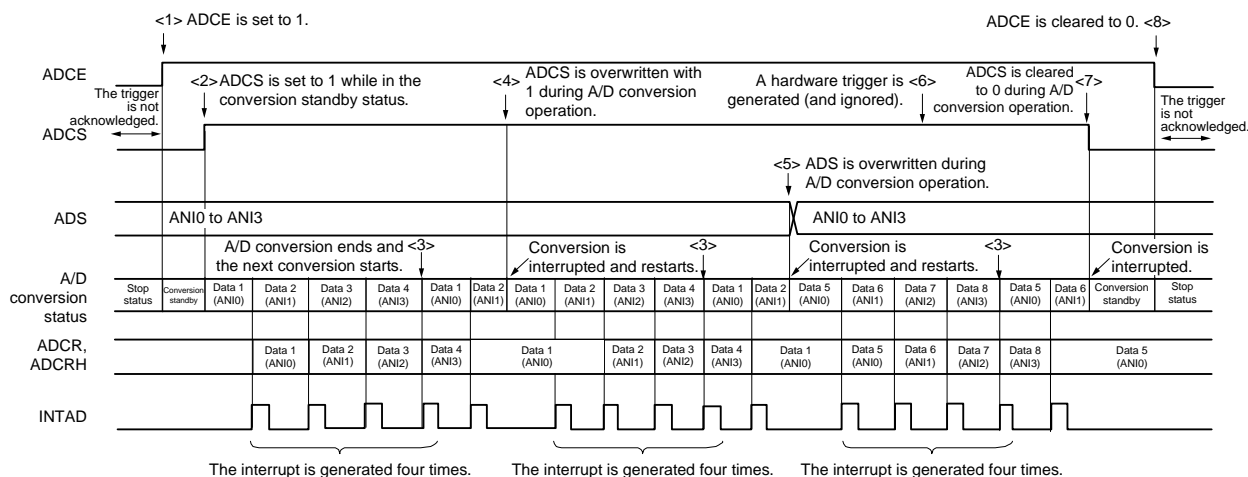 <1> ADCE is set to 1.
ADCE is cleared to 0. <8>
ADCE
The trigger
is not
acknowledged.
<2> ADCS is set to 1 while in the
conversion standby status.
<4> ADCS is overwritten with
1 during A/D conversion
operation.
A hardware trigger is <6>
generated (and ignored).
ADCS is cleared <7>
to 0 during A/D
conversion operation.
The trigger
is not
acknowledged.
ADCS
<5> ADS is overwritten during
A/D conversion operation.
ADS
ANI0 to ANI3
ANI0 to ANI3
A/D conversion ends and <3>
the next conversion starts.
Conversion is <3>
interrupted and restarts.
Conversion is <3>
interrupted and restarts.
Conversion is
interrupted.
A/D
conversion
status
Stop
status
Conversion
standby
Data 1
(ANI0)
Data 2
(ANI1)
Data 3
(ANI2)
Data 4
(ANI3)
Data 1
(ANI0)
Data 2
(ANI1)
Data 1
(ANI0)
Data 2
(ANI1)
Data 3
(ANI2)
Data 4
(ANI3)
Data 1
(ANI0)
Data 2
(ANI1)
Data 5
(ANI0)
Data 6
(ANI1)
Data 7
(ANI2)
Data 8
(ANI3)
Data 5
(ANI0)
Data 6
(ANI1)
Conversion
standby
Stop
status
ADCR,
ADCRH
Data 1
(ANI0)
Data 2
(ANI1)
Data 3
(ANI2)
Data 4
(ANI3)
Data 1
(ANI0)
Data 2
(ANI1)
Data 3
(ANI2)
Data 4
(ANI3)
Data 1
(ANI0)
Data 5
(ANI0)
Data 6
(ANI1)
Data 7
(ANI2)
Data 8
(ANI3)
Data 5
(ANI0)
INTAD
The interrupt is generated four times.
The interrupt is generated four times.
The interrupt is generated four times.